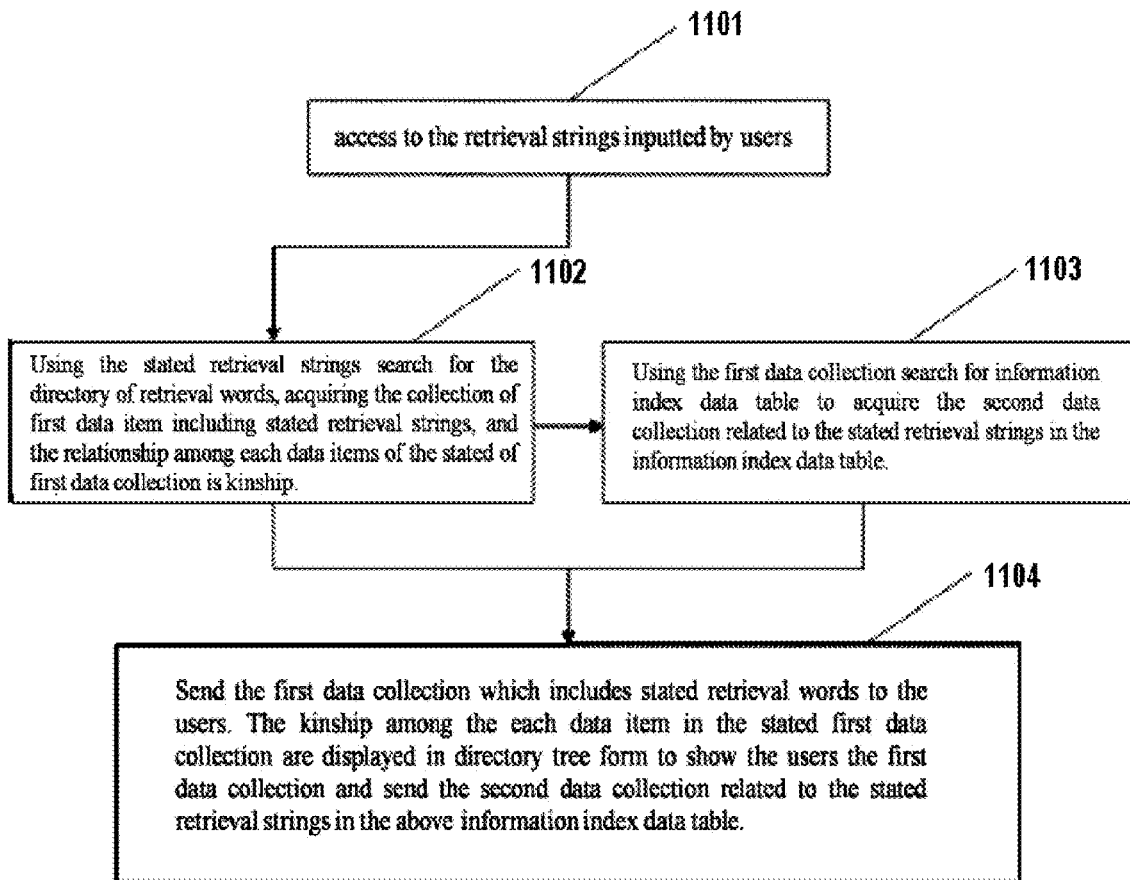 1101
access to the retrieval strings inputted by users
1102
Using the stated retrieval strings search for the
directory of retrieval words, acquiring the collection of
first data item including stated retrieval strings, and
the relationship among each data items of the stated of
first data collection is kinship.
1103
Using the first data collection search for information
index data table to acquire the second data
collection related to the stated retrieval strings in the
information index data table.
1104
Send the first data collection which includes stated retrieval words to the
users. The kinship among the each data item in the stated first data
collection are displayed in directory tree form to show the users the first
data collection and send the second data collection related to the stated
retrieval strings in the above information index data table.